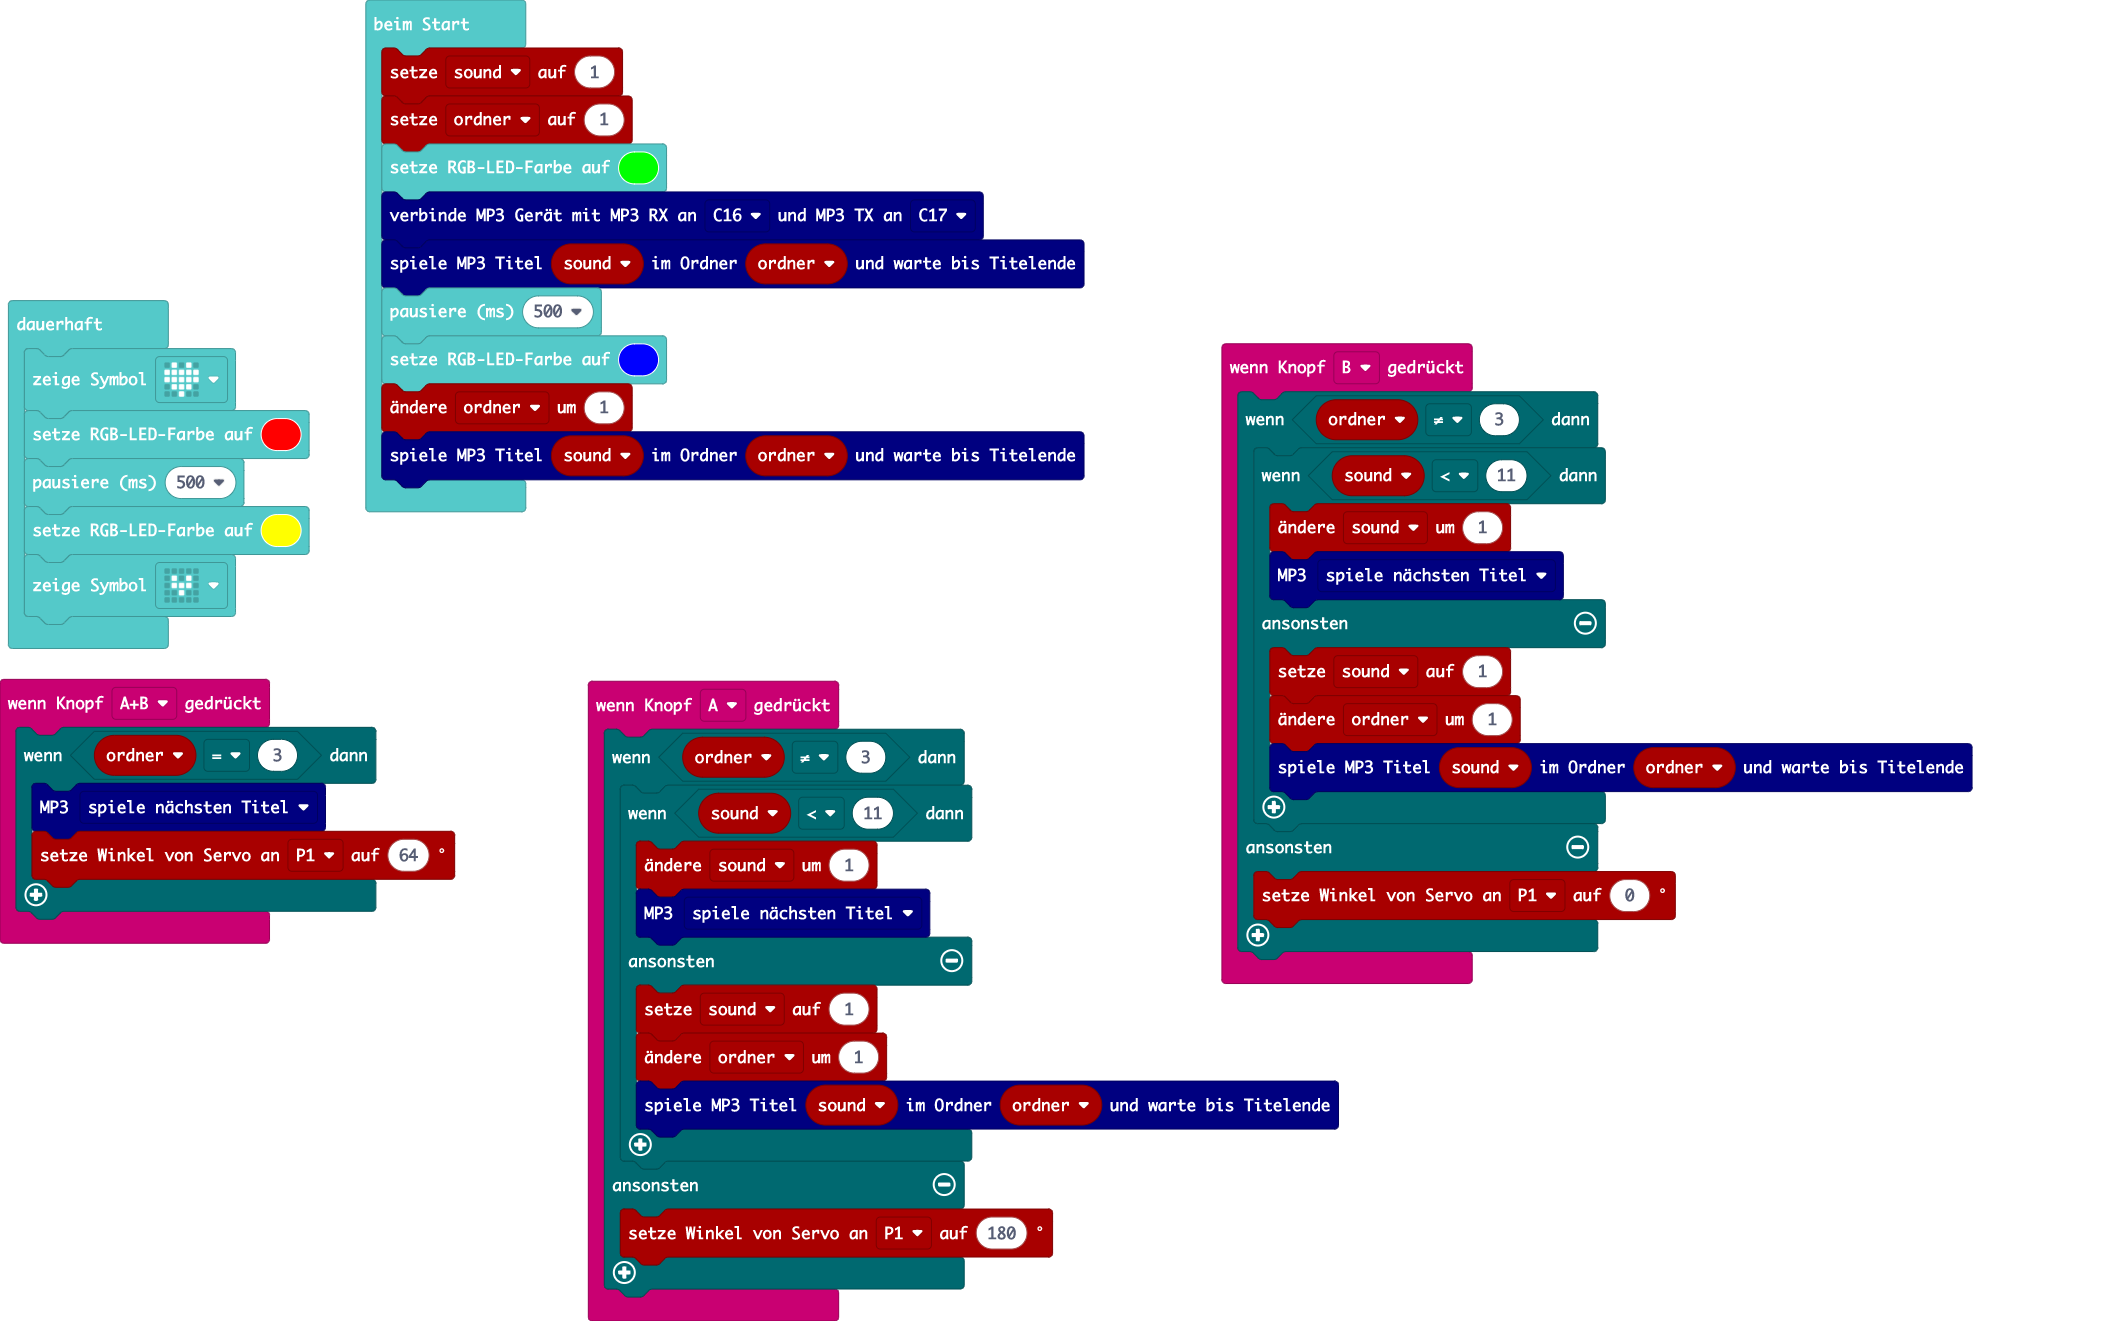 beim Start
setze sound auf 1
setze ordner auf 1
setze RGB-LED-Farbe auf
verbinde MP3 Gerät mit MP3 RX an C16 und MP3 TX an C17
spiele MP3 Titel sound im Ordner ordner und warte bis Titelende
pausiere (ms) 500
setze RGB-LED-Farbe auf
ändere ordner um 1
spiele MP3 Titel sound im Ordner ordner und warte bis Titelende
dauerhaft
zeige Symbol
setze RGB-LED-Farbe auf
pausiere (ms) 500
setze RGB-LED-Farbe auf
zeige Symbol
wenn Knopf A+B gedrückt
wenn ordner = 3 dann
MP3 spiele nächsten Titel
setze Winkel von Servo an P1 auf 64 °
wenn Knopf A gedrückt
wenn ordner ≠ 3 dann
wenn sound < 11 dann
ändere sound um 1
MP3 spiele nächsten Titel
ansonsten
setze sound auf 1
ändere ordner um 1
spiele MP3 Titel sound im Ordner ordner und warte bis Titelende
ansonsten
setze Winkel von Servo an P1 auf 180 °
wenn Knopf B gedrückt
wenn ordner ≠ 3 dann
wenn sound < 11 dann
ändere sound um 1
MP3 spiele nächsten Titel
ansonsten
setze sound auf 1
ändere ordner um 1
spiele MP3 Titel sound im Ordner ordner und warte bis Titelende
ansonsten
setze Winkel von Servo an P1 auf 0 °